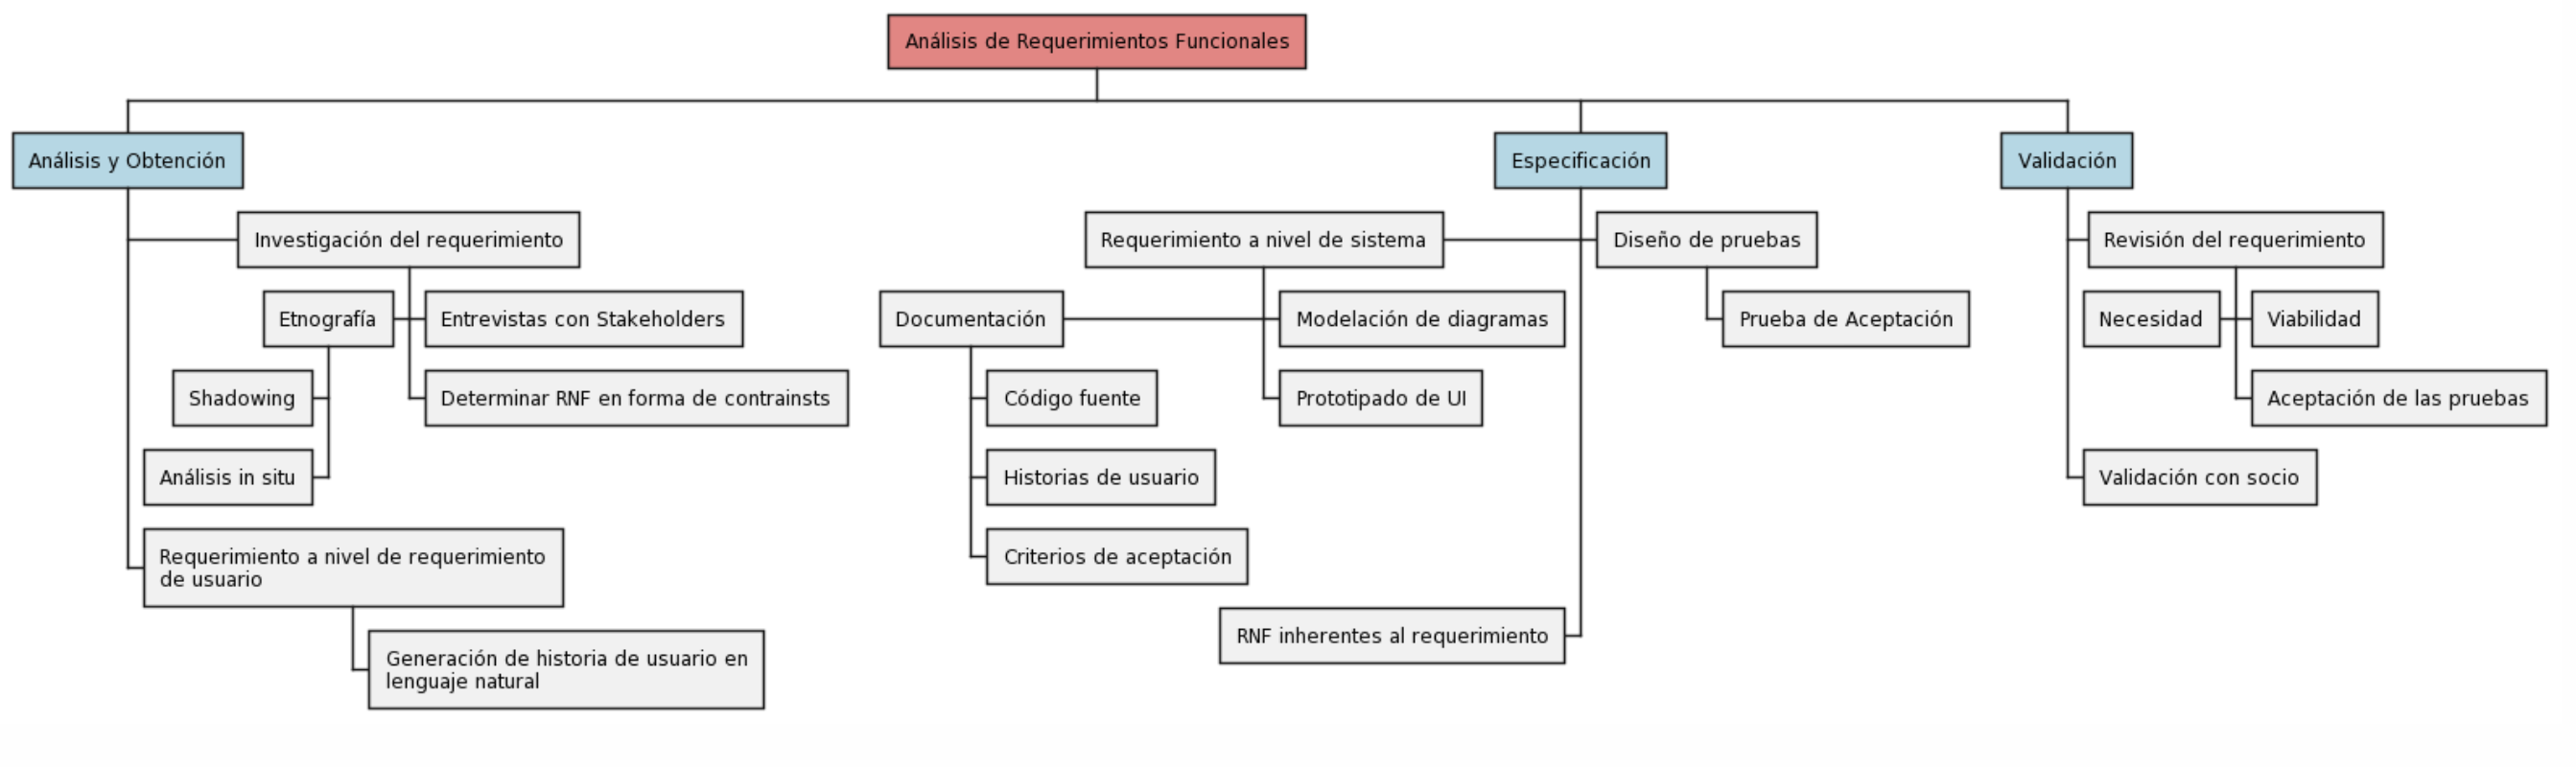 Análisis de Requerimientos Funcionales
Análisis y Obtención
Especificación
Validación
Investigación del requerimiento
Requerimiento a nivel de sistema
Diseño de pruebas
Revisión del requerimiento
Etnografía
Entrevistas con Stakeholders
Documentación
Modelación de diagramas
Prueba de Aceptación
Necesidad
Viabilidad
Shadowing
Determinar RNF en forma de contrainsts
Código fuente
Prototipado de UI
Aceptación de las pruebas
Análisis in situ
Historias de usuario
Validación con socio
Requerimiento a nivel de requerimiento
de usuario
Criterios de aceptación
RNF inherentes al requerimiento
Generación de historia de usuario en
lenguaje natural